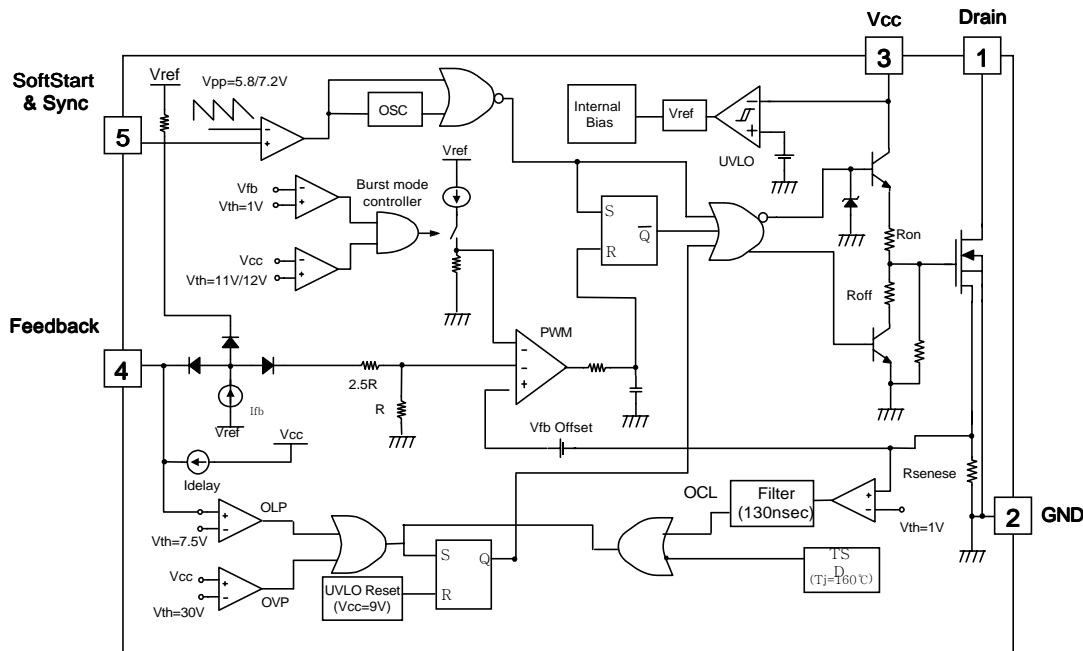 Vcc
Drain
3
1
SoftStart
& Sync
5
Vref
Vpp=5.8/7.2V
−
+
OSC
Internal
Bias
Vref
−
+
UVLO
Vfb
Vth=1V
−
+
Burst mode
controller
Vref
Vcc
Vth=11V/12V
−
+
S
R
Q
Ron
Roff
Feedback
4
Ifb
Vref
2.5R
R
PWM
−
−
+
Vfb Offset
Vcc
Idelay
Rsenese
OLP
+
−
Vth=7.5V
OCL
Filter
(130nsec)
+
−
Vth=1V
2
GND
Vcc
Vth=30V
+
−
OVP
S
R
Q
UVLO Reset
(Vcc=9V)
TS
D
(Tj=160℃)